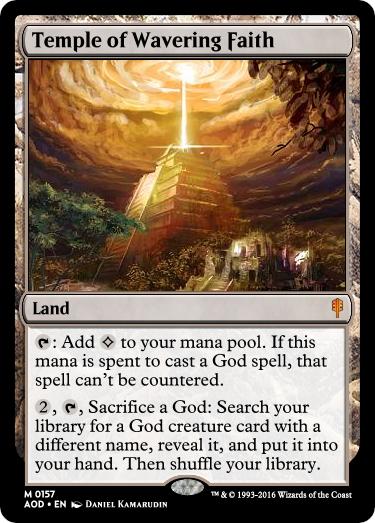 Temple of Wavering Faith
Land
: Add to your mana pool. If this
mana is spent to cast a God spell, that
spell can't be countered.
2, , Sacrifice a God: Search your
library for a God creature card with a
different name, reveal it, and put it into
your hand. Then shuffle your library.
M 0157
AOD • EN Daniel Kamarudin
™ & © 1993-2016 Wizards of the Coast